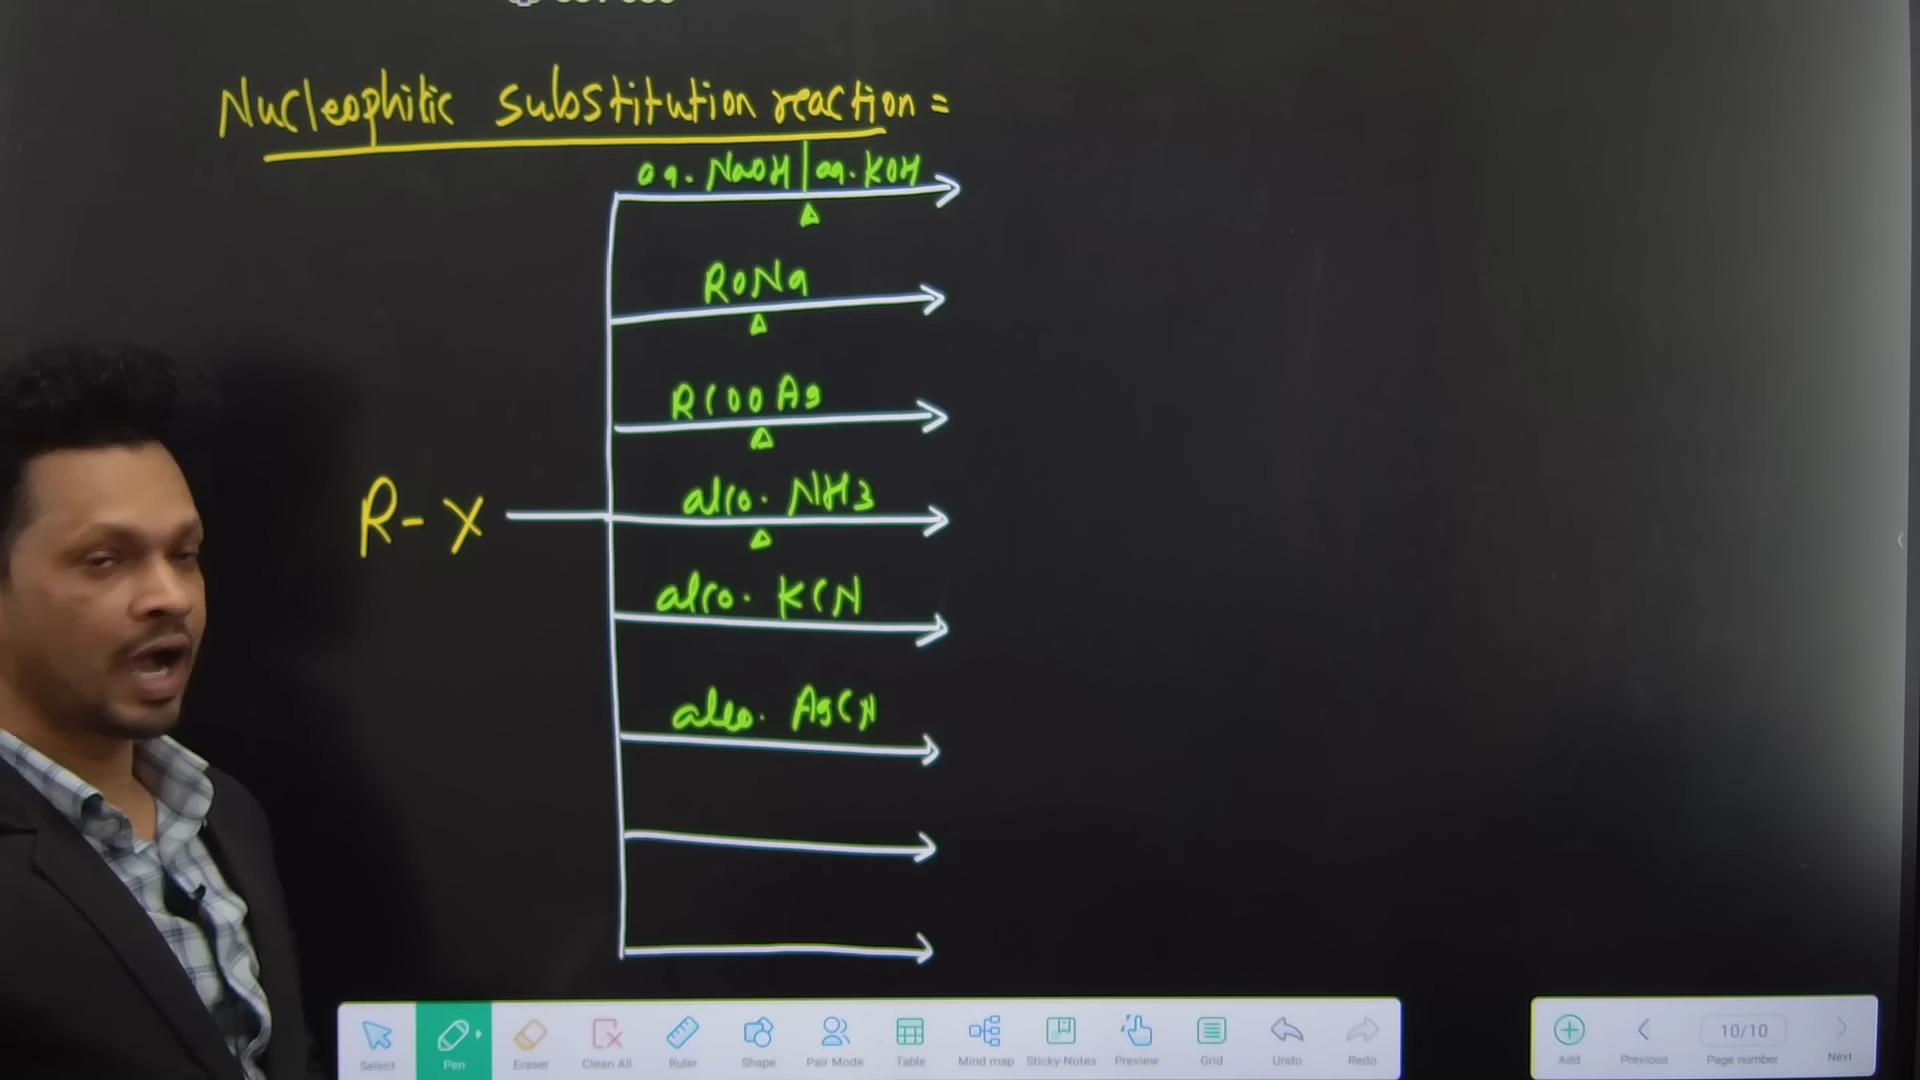 Nucleophilic substitution reaction =
aq. NaOH | aq. KOH
Δ
RONa
Δ
RCOOAg
Δ
R-X
alco. NH3
Δ
alco. KCN
alco. AgCN
Select Pen Eraser Clean All Ruler Shape Pair Mode Table Mind map Sticky-Notes Preview Grid Undo Redo
Add Previous 10/10 Page number Next